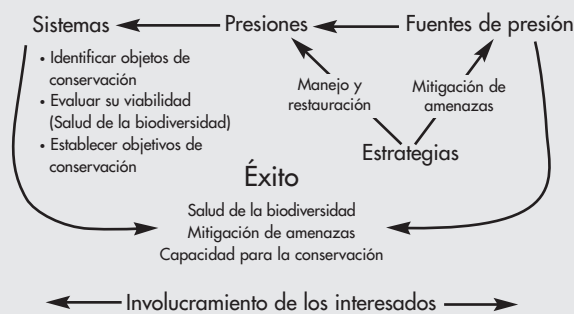 Sistemas
Presiones
Fuentes de presión
• Identificar objetos de
conservación
• Evaluar su viabilidad
(Salud de la biodiversidad)
• Establecer objetivos de
conservación
Manejo y
restauración
Mitigación de
amenazas
Estrategias
Éxito
Salud de la biodiversidad
Mitigación de amenazas
Capacidad para la conservación
Involucramiento de los interesados